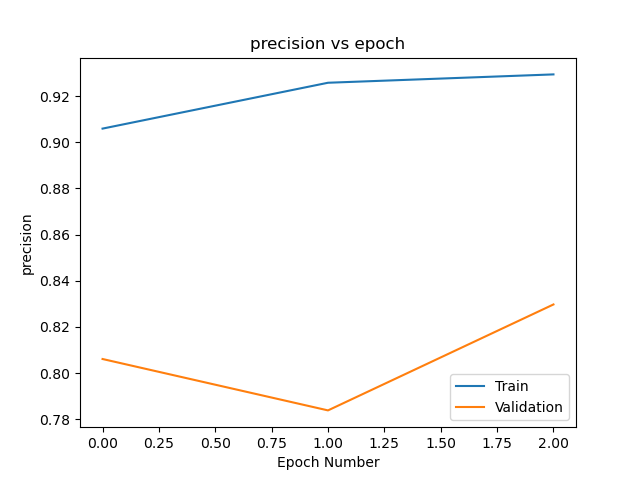 precision vs epoch
precision
0.92
0.90
0.88
0.86
0.84
0.82
0.80
0.78
0.00 0.25 0.50 0.75 1.00 1.25 1.50 1.75 2.00
Epoch Number
Train
Validation